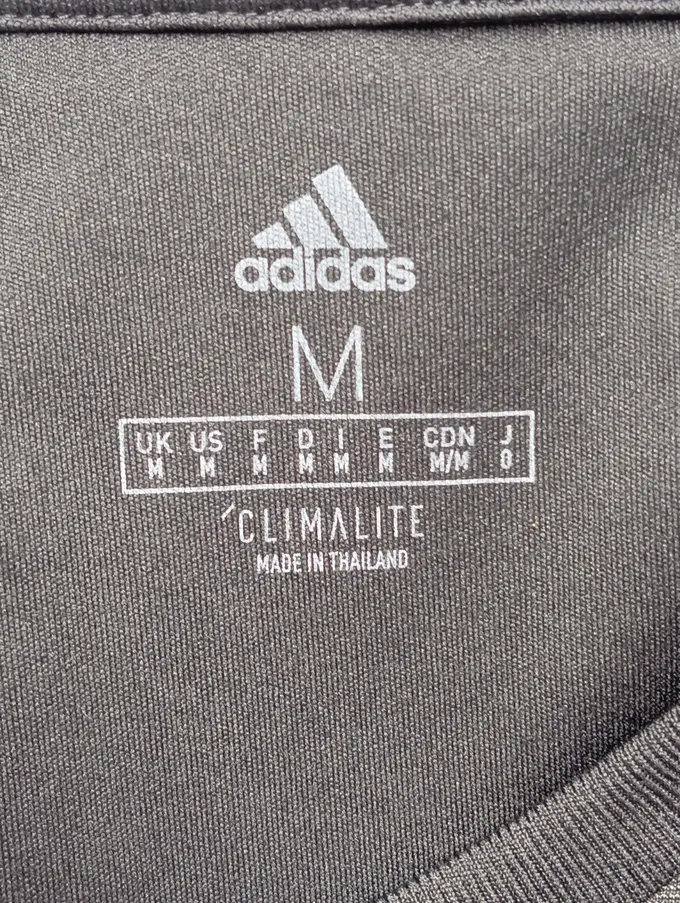 adidas
M
UK US F D I E CDN J
M M M M M M M/M O
CLIMALITE
MADE IN THAILAND